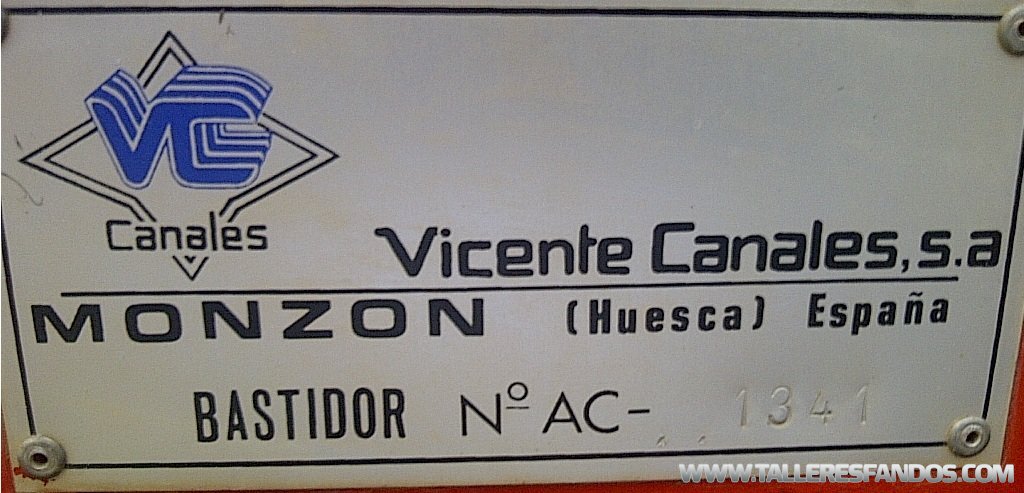 VC
Canales
Vicente Canales, s.a
MONZON (Huesca) España
BASTIDOR Nº AC- 1341
WWW.TALLERESFANDOS.COM